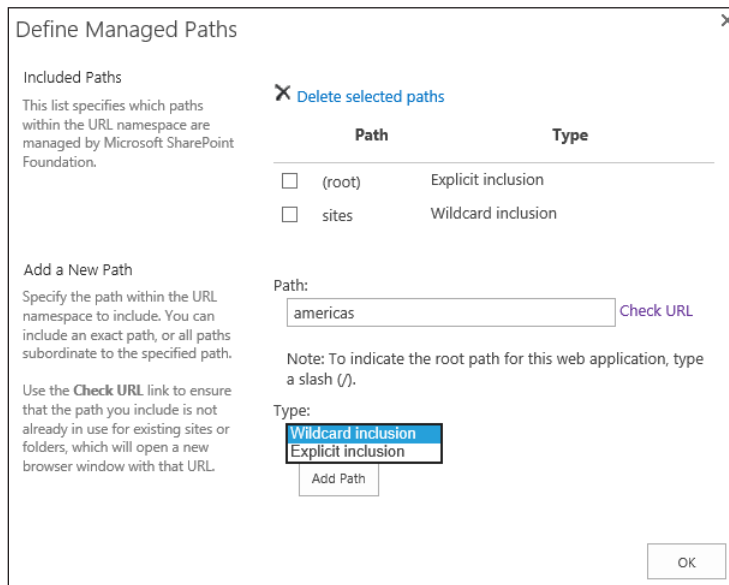 Define Managed Paths
Included Paths
This list specifies which paths
within the URL namespace are
managed by Microsoft SharePoint
Foundation.
Delete selected paths
Path Type
(root) Explicit inclusion
sites Wildcard inclusion
Add a New Path
Specify the path within the URL
namespace to include. You can
include an exact path, or all paths
subordinate to the specified path.
Use the Check URL link to ensure
that the path you include is not
already in use for existing sites or
folders, which will open a new
browser window with that URL.
Path:
americas Check URL
Note: To indicate the root path for this web application, type
a slash (/).
Type:
Wildcard inclusion
Explicit inclusion
Add Path
OK